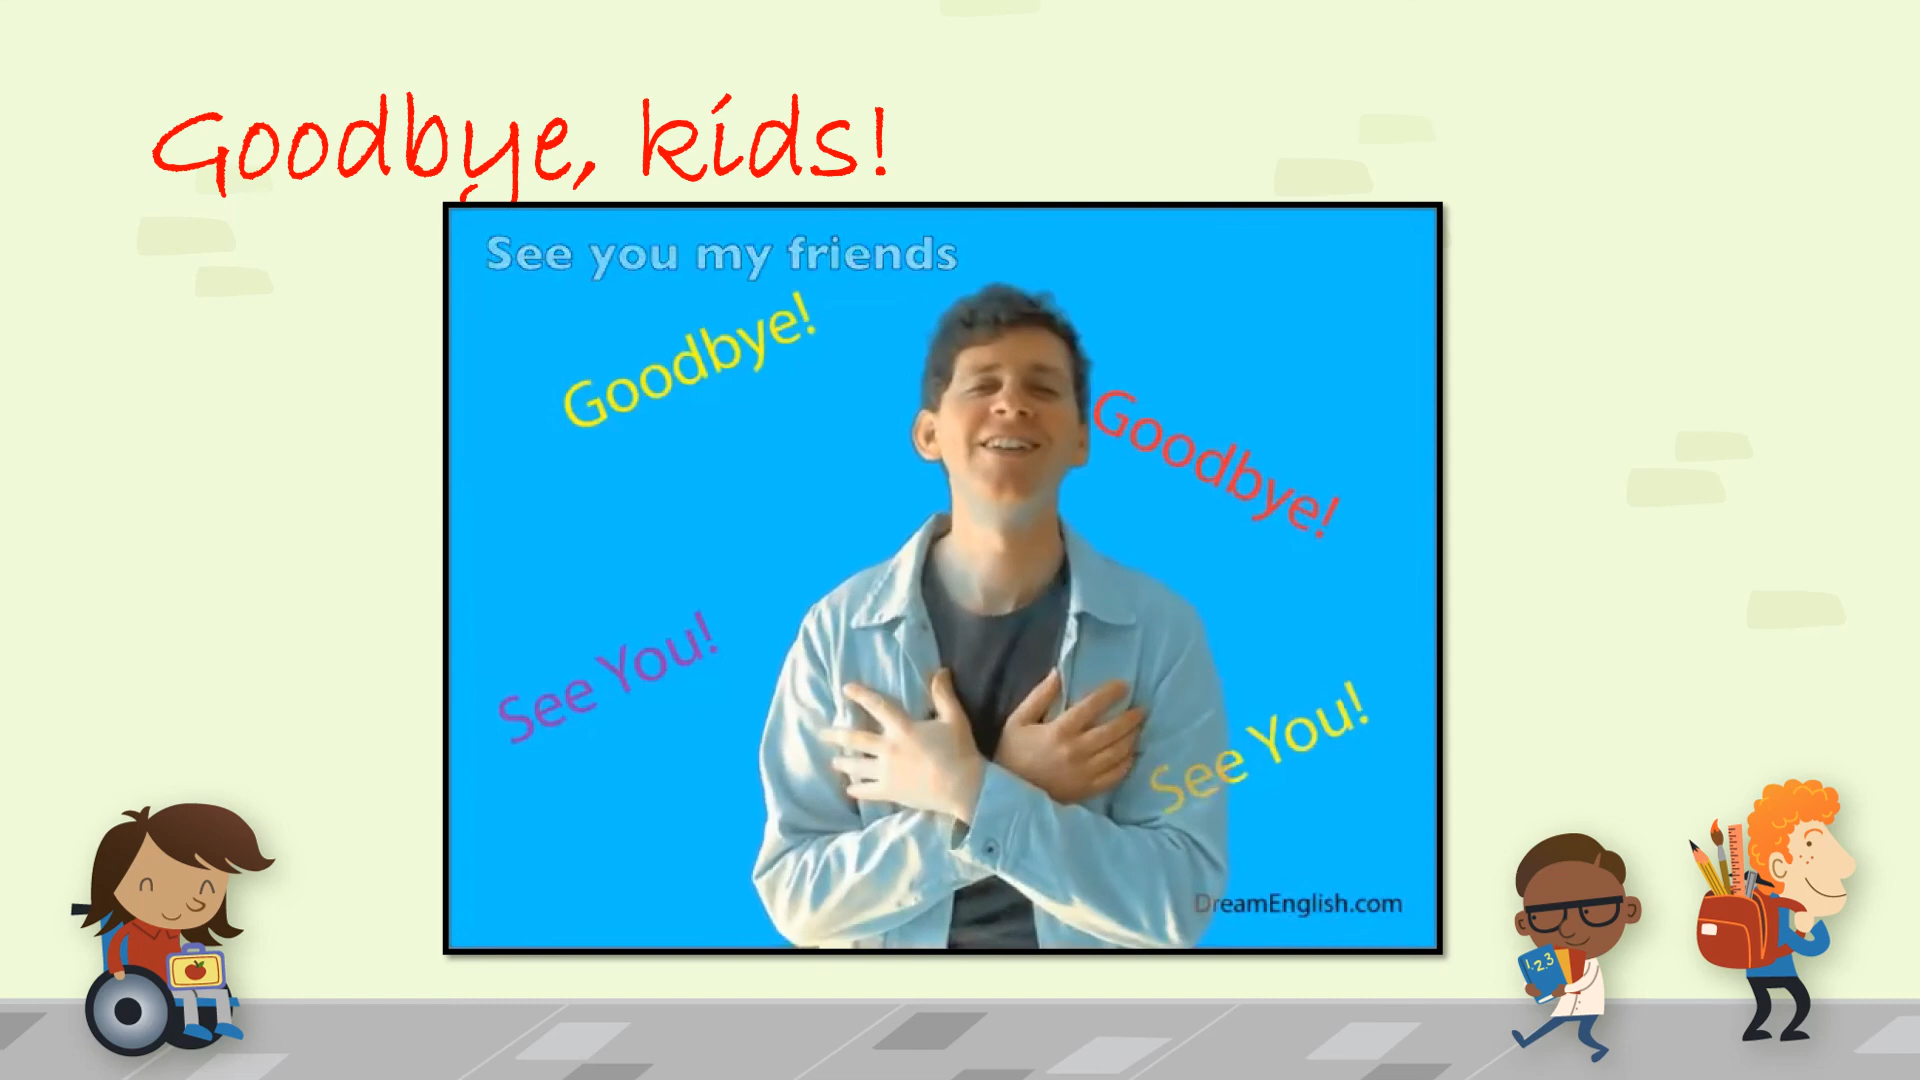 Goodbye, kids!
See you my friends
Goodbye!
Goodbye!
See You!
See You!
DreamEnglish.com
1,2,3